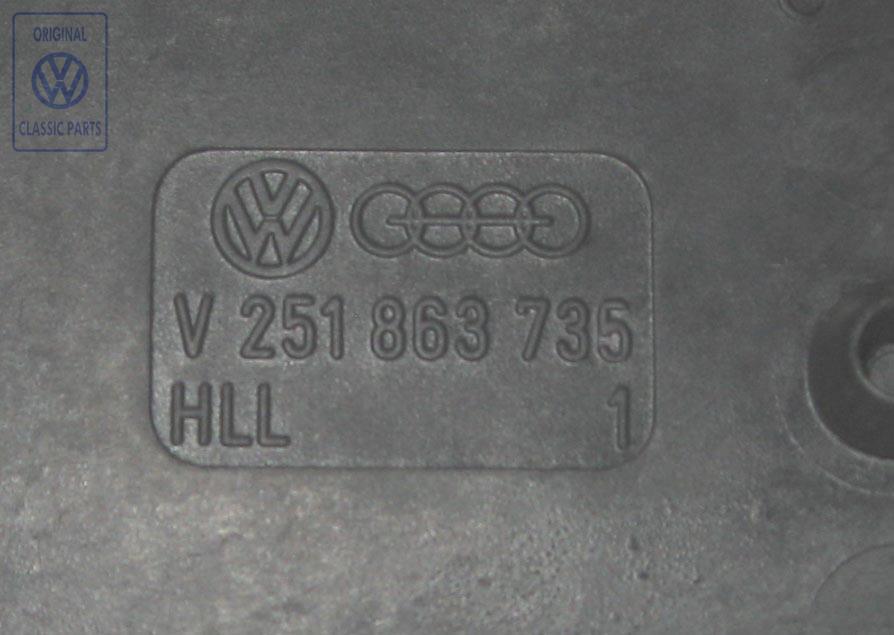 ORIGINAL
CLASSIC PARTS
V 251 863 735
HLL 1